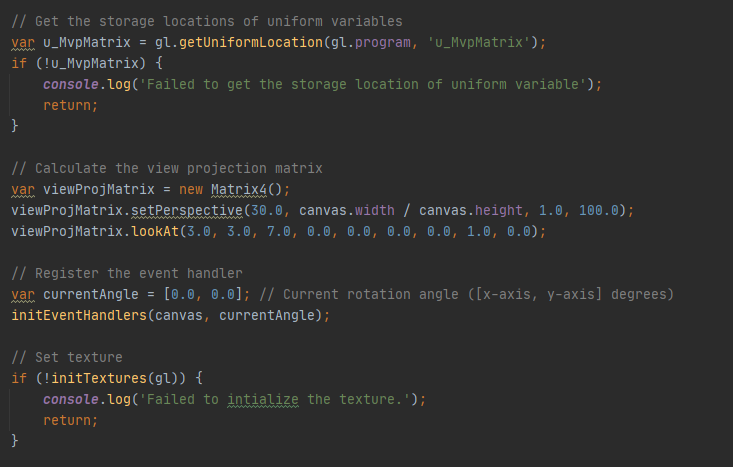 // Get the storage locations of uniform variables
var u_MvpMatrix = gl.getUniformLocation(gl.program, 'u_MvpMatrix');
if (!u_MvpMatrix) {
    console.log('Failed to get the storage location of uniform variable');
    return;
}

// Calculate the view projection matrix
var viewProjMatrix = new Matrix4();
viewProjMatrix.setPerspective(30.0, canvas.width / canvas.height, 1.0, 100.0);
viewProjMatrix.lookAt(3.0, 3.0, 7.0, 0.0, 0.0, 0.0, 0.0, 1.0, 0.0);

// Register the event handler
var currentAngle = [0.0, 0.0]; // Current rotation angle ([x-axis, y-axis] degrees)
initEventHandlers(canvas, currentAngle);

// Set texture
if (!initTextures(gl)) {
    console.log('Failed to intialize the texture.');
    return;
}